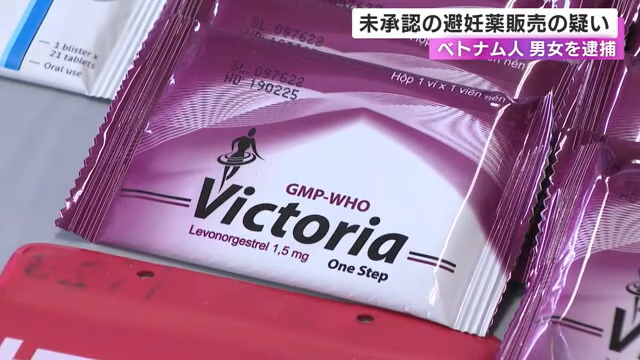 未承認の避妊薬販売の疑い
ベトナム人 男女を逮捕
1 blister x
21 tablets
Oral use
SL 097622
HD 190225
Hộp 1 vỉ x 1 viên nén
GMP-WHO
Victoria
Levonorgestrel 1,5 mg
One Step